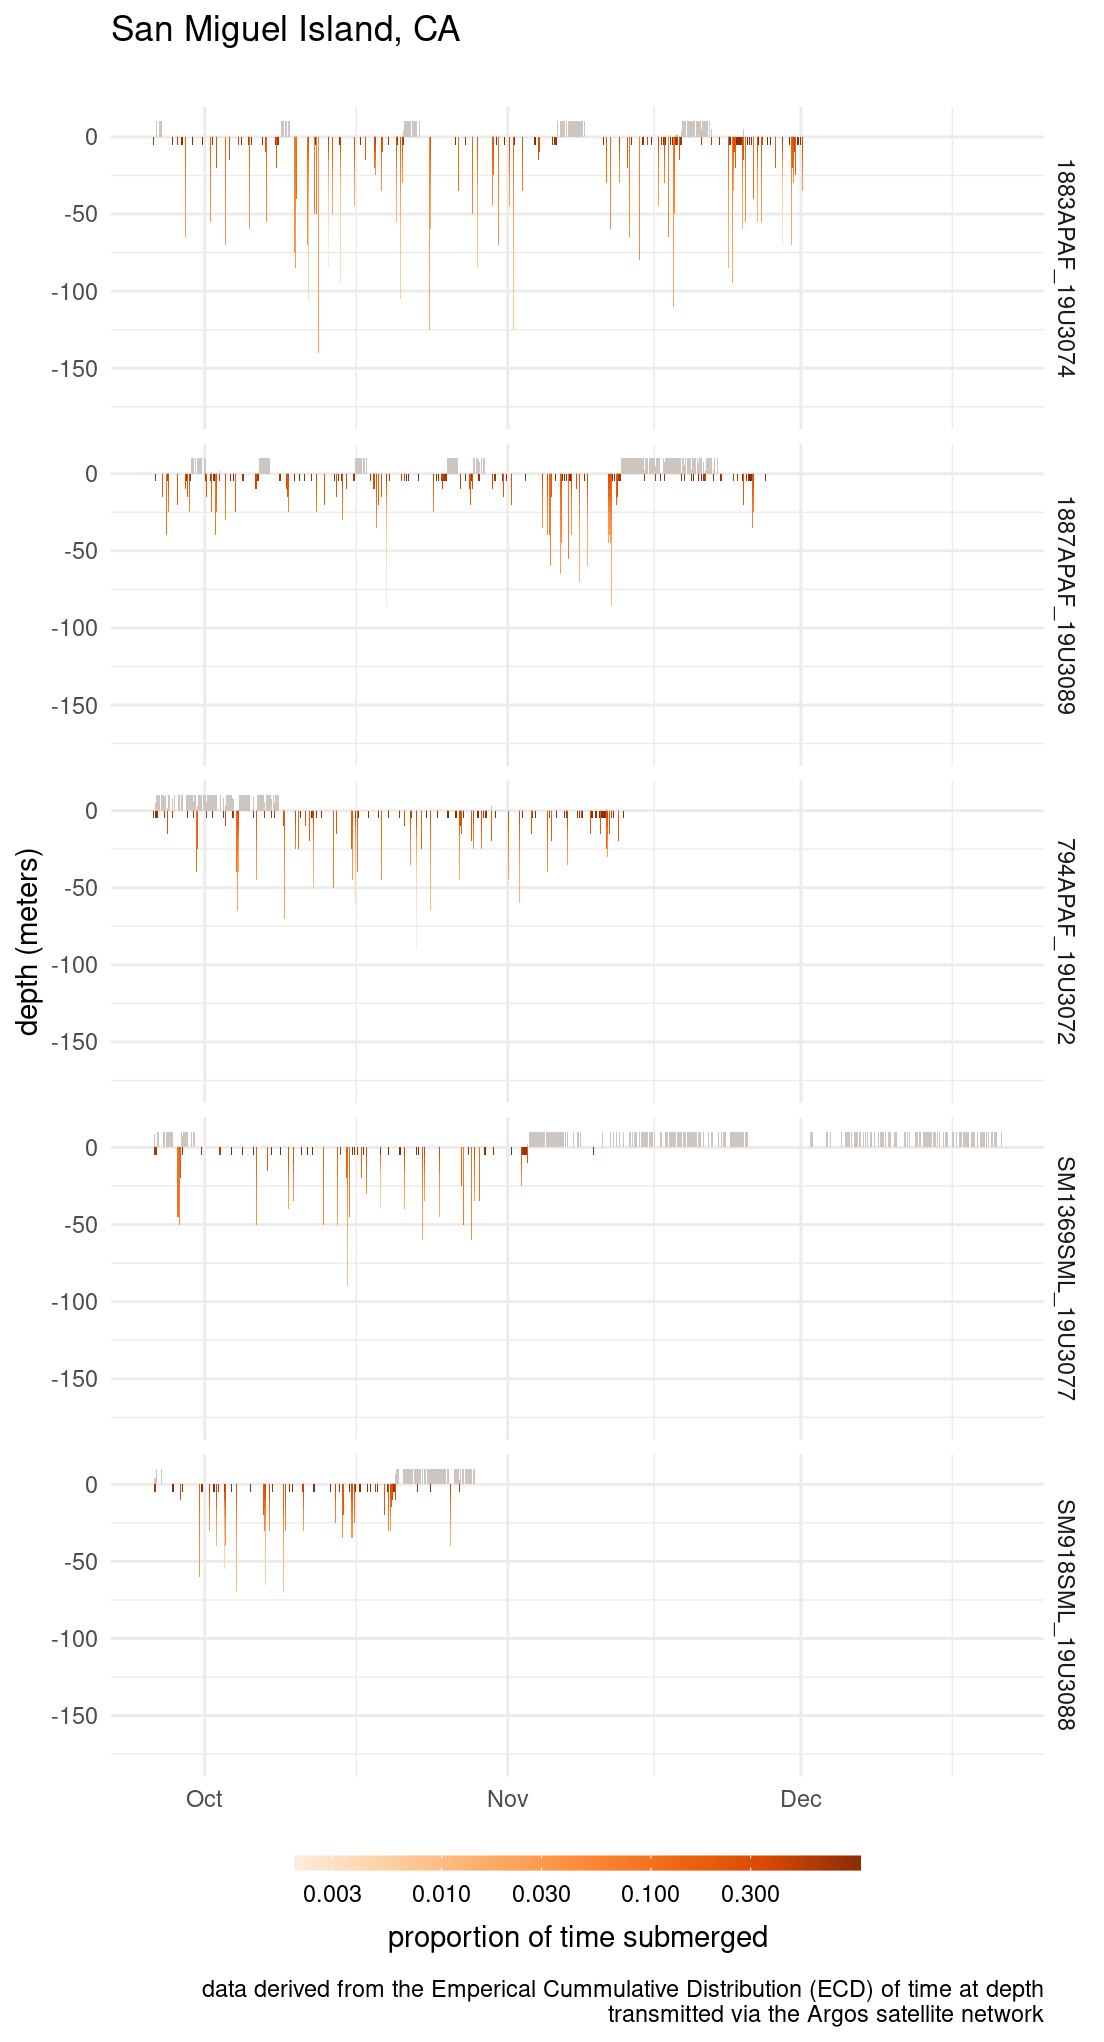 San Miguel Island, CA
0
-50
-100
-150
1883APAF_19U3074
0
-50
-100
-150
1887APAF_19U3089
0
-50
-100
-150
794APAF_19U3072
depth (meters)
0
-50
-100
-150
SM1369SML_19U3077
0
-50
-100
-150
SM918SML_19U3088
Oct Nov Dec
0.003 0.010 0.030 0.100 0.300
proportion of time submerged
data derived from the Emperical Cummulative Distribution (ECD) of time at depth
transmitted via the Argos satellite network